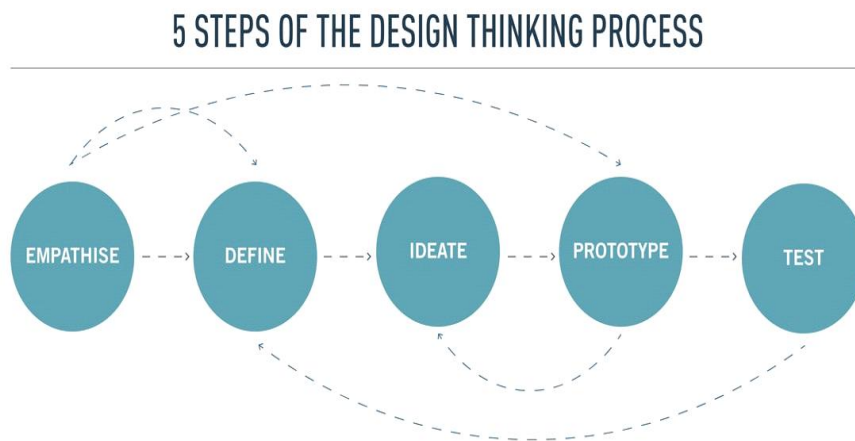 5 STEPS OF THE DESIGN THINKING PROCESS
EMPATHISE
DEFINE
IDEATE
PROTOTYPE
TEST